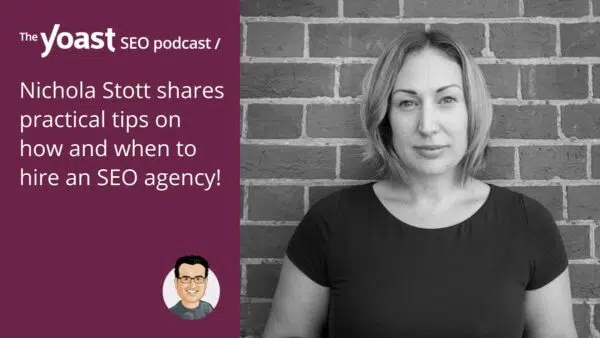 The yoast SEO podcast /
Nichola Stott shares
practical tips on
how and when to
hire an SEO agency!